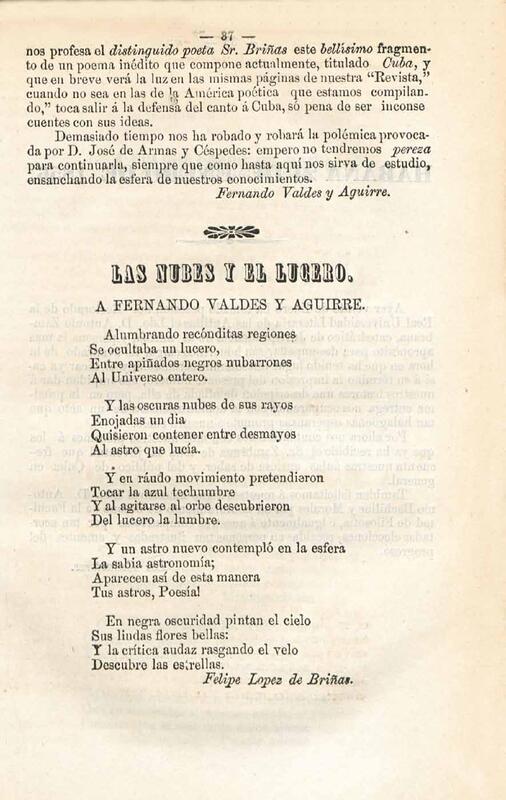 — 37 —
nos profesa el distinguido poeta Sr. Briñas este bellísimo fragmen-
to de un poema inédito que compone actualmente, titulado Cuba, y
que en breve verá la luz en las mismas páginas de nuestra "Revista,"
cuando no sea en las de la América poética que estamos compilan-
do," toca salir á la defensa del canto á Cuba, só pena de ser inconse
cuentes con sus ideas.
Demasiado tiempo nos ha robado y robará la polémica provoca-
da por D. José de Armas y Céspedes: empero no tendremos pereza
para continuarla, siempre que como hasta aquí nos sirva de estudio,
ensanchando la esfera de nuestros conocimientos.
Fernando Valdes y Aguirre.
LAS NUBES Y EL LUCERO.
A FERNANDO VALDES Y AGUIRRE.
Alumbrando recónditas regiones
Se ocultaba un lucero,
Entre apiñados negros nubarrones
Al Universo entero.
Y las oscuras nubes de sus rayos
Enojadas un dia
Quisieron contener entre desmayos
Al astro que lucía.
Y en ráudo movimiento pretendieron
Tocar la azul techumbre
Y al agitarse al orbe descubrieron
Del lucero la lumbre.
Y un astro nuevo contempló en la esfera
La sabia astronomía;
Aparecen así de esta manera
Tus astros, Poesía!
En negra oscuridad pintan el cielo
Sus lindas flores bellas:
Y la crítica audaz rasgando el velo
Descubre las estrellas.
Felipe Lopez de Briñas.